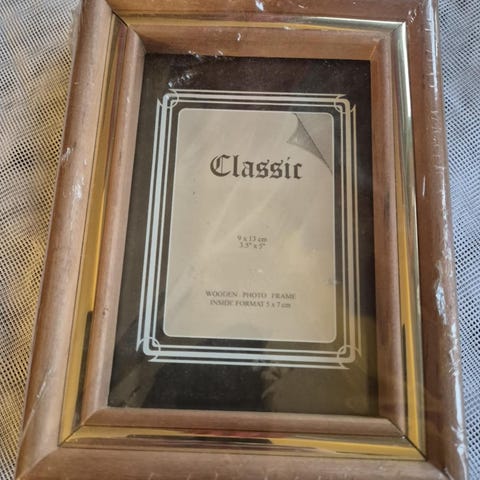 Classic
9 x 13 cm
3.5" x 5"
WOODEN PHOTO FRAME
INSIDE FORMAT 5 x 7 cm